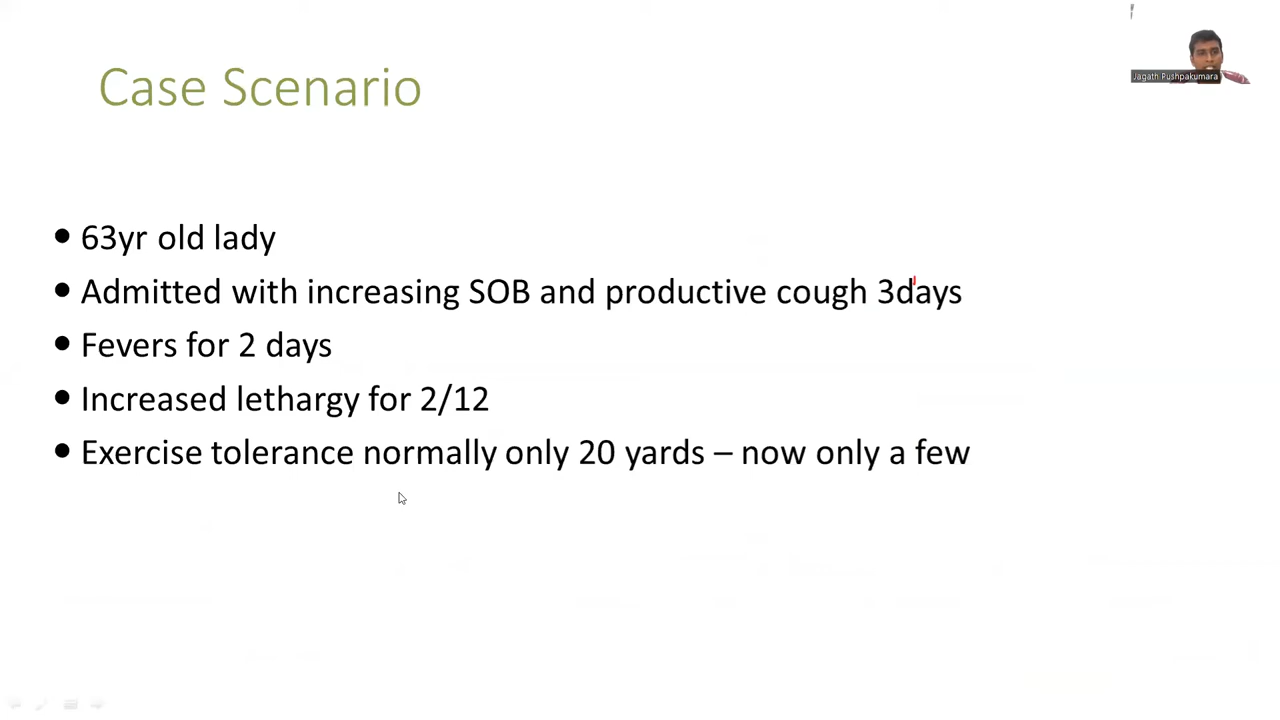 Case Scenario
Jagath Pushpakumara
• 63yr old lady
• Admitted with increasing SOB and productive cough 3days
• Fevers for 2 days
• Increased lethargy for 2/12
• Exercise tolerance normally only 20 yards – now only a few